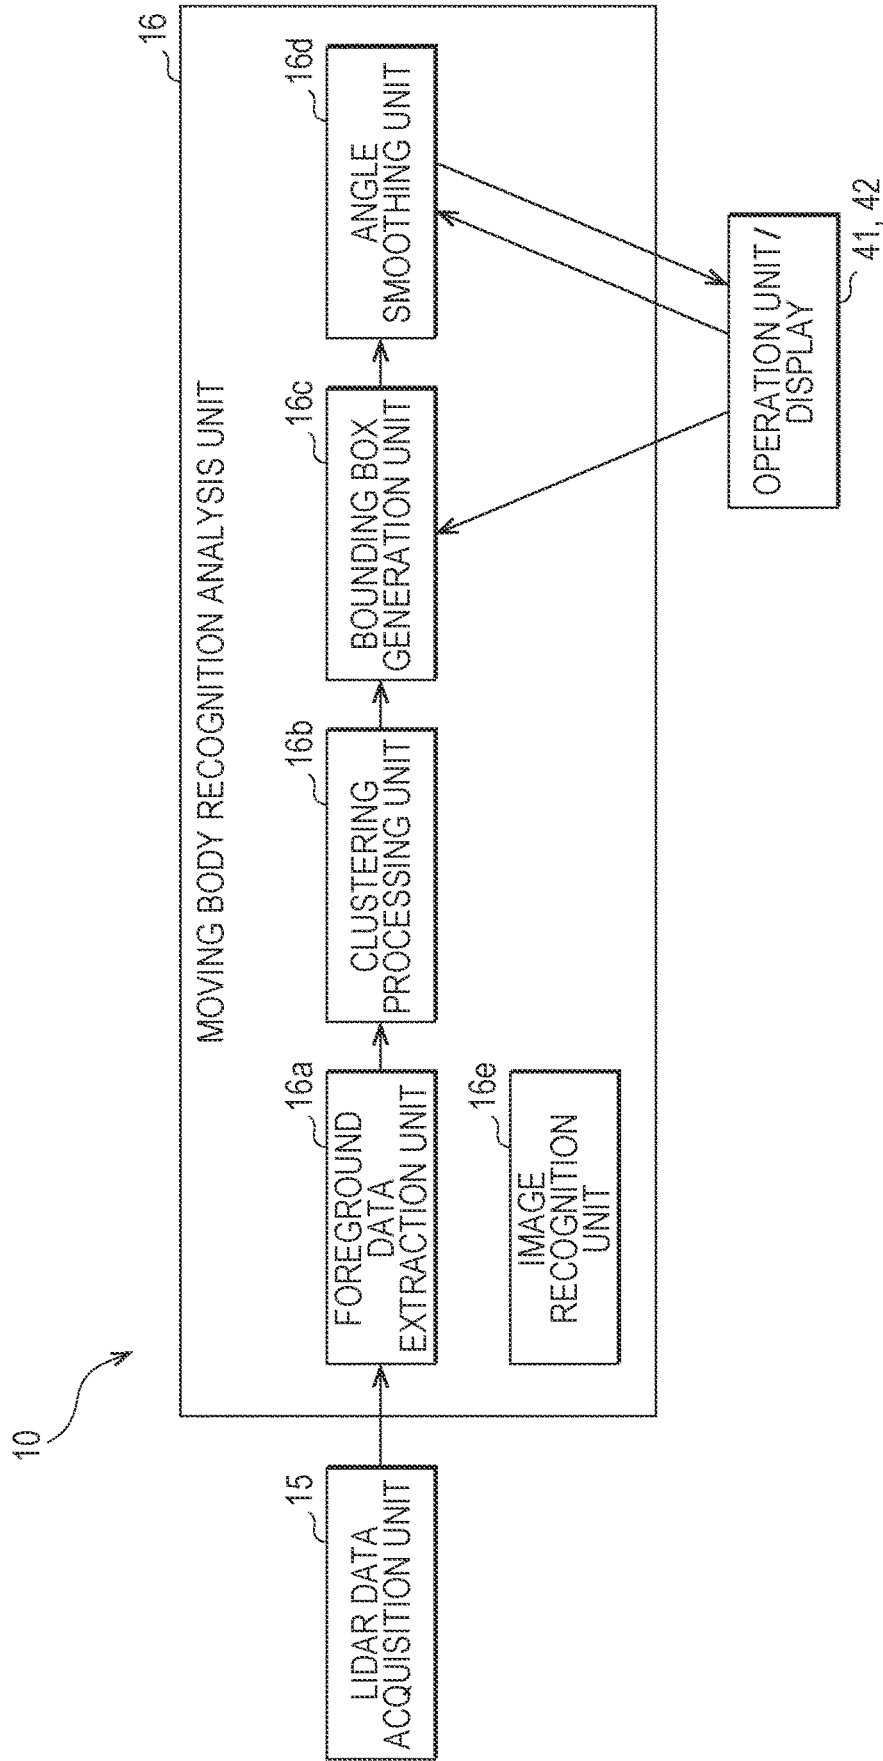 10
16
MOVING BODY RECOGNITION ANALYSIS UNIT
15
LIDAR DATA
ACQUISITION UNIT
16a
FOREGROUND
DATA
EXTRACTION UNIT
16b
CLUSTERING
PROCESSING UNIT
16c
BOUNDING BOX
GENERATION UNIT
16d
ANGLE
SMOOTHING UNIT
16e
IMAGE
RECOGNITION
UNIT
OPERATION UNIT/
DISPLAY
41, 42